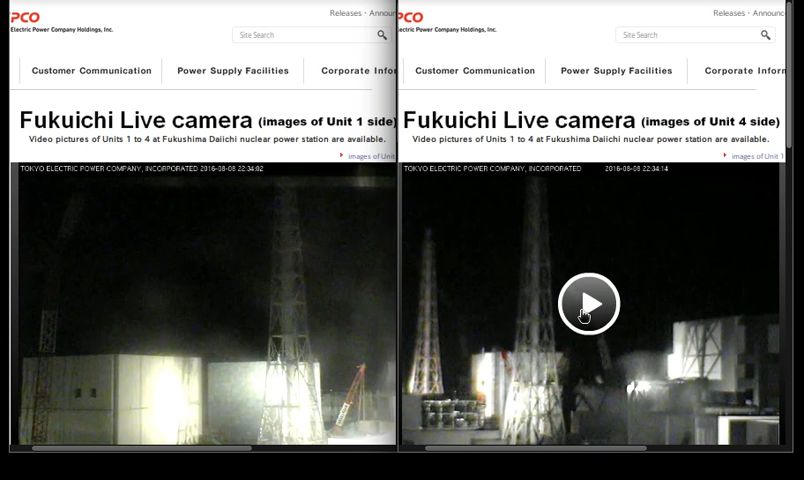 PCO
Releases · Annour
Electric Power Company Holdings, Inc.
Site Search
Customer Communication
Power Supply Facilities
Corporate Infor
Fukuichi Live camera (images of Unit 1 side)
Video pictures of Units 1 to 4 at Fukushima Daiichi nuclear power station are available.
images of Unit
TOKYO ELECTRIC POWER COMPANY, INCORPORATED 2016-08-08 22:34:02
PCO
Releases · Announc
ectric Power Company Holdings, Inc.
Site Search
Customer Communication
Power Supply Facilities
Corporate Inform
Fukuichi Live camera (images of Unit 4 side)
Video pictures of Units 1 to 4 at Fukushima Daiichi nuclear power station are available.
images of Unit 1
TOKYO ELECTRIC POWER COMPANY, INCORPORATED 2016-08-08 22:34:14